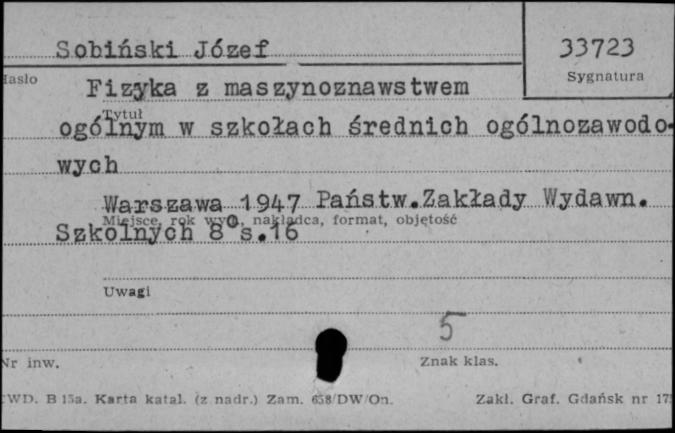 Sobiński Józef
33723
Hasło
Sygnatura
Fizyka z maszynoznawstwem
Tytuł
ogólnym w szkołach średnich ogólnozawodo-
wych
Warszawa 1947 Państw.Zakłady Wydawn.
Miejsce, rok wyd., nakładca, format, objętość
Szkolnych 8° s.16
Uwagi
5
Nr inw.
Znak klas.
CWD. B 15a. Karta katal. (z nadr.) Zam. 658/DW/On.
Zakł. Graf. Gdańsk nr 17